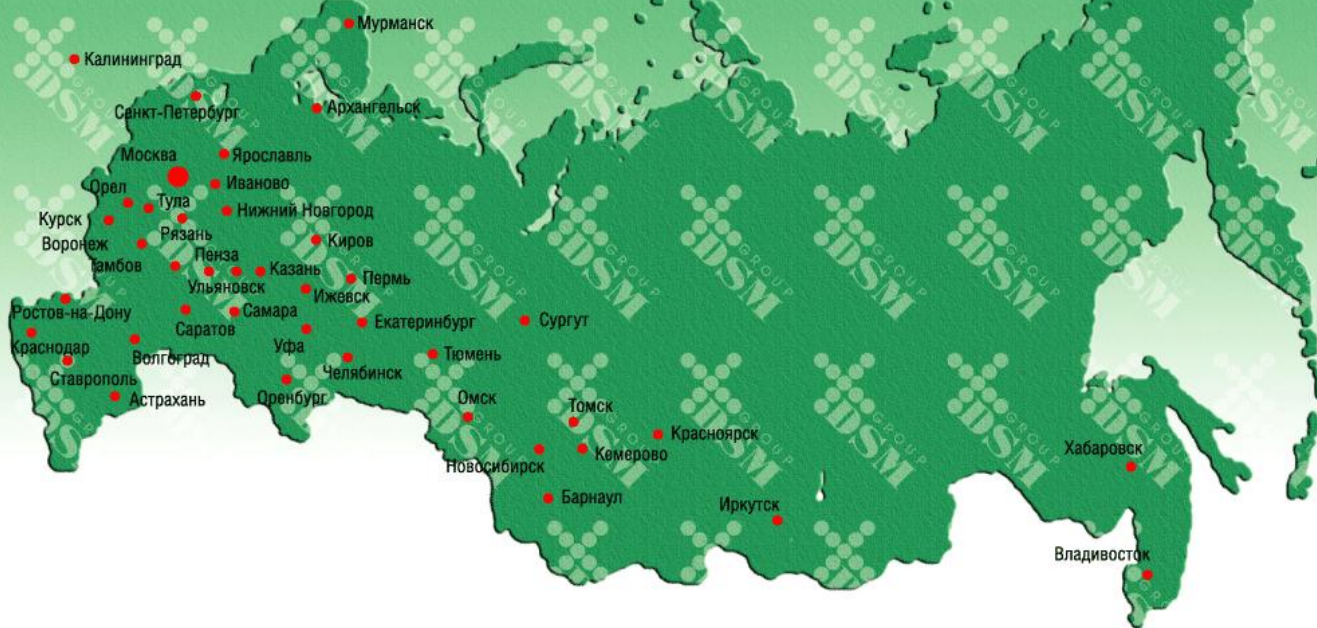 Мурманск
Калининград
Санкт-Петербург
Архангельск
Москва
Ярославль
Орел
Иваново
Курск
Тула
Нижний Новгород
Воронеж
Рязань
Киров
Тамбов
Пенза
Казань
Пермь
Ульяновск
Ижевск
Ростов-на-Дону
Саратов
Самара
Екатеринбург
Сургут
Краснодар
Волгоград
Уфа
Челябинск
Тюмень
Ставрополь
Астрахань
Оренбург
Омск
Томск
Красноярск
Новосибирск
Кемерово
Хабаровск
Барнаул
Иркутск
Владивосток
DSM GROUP